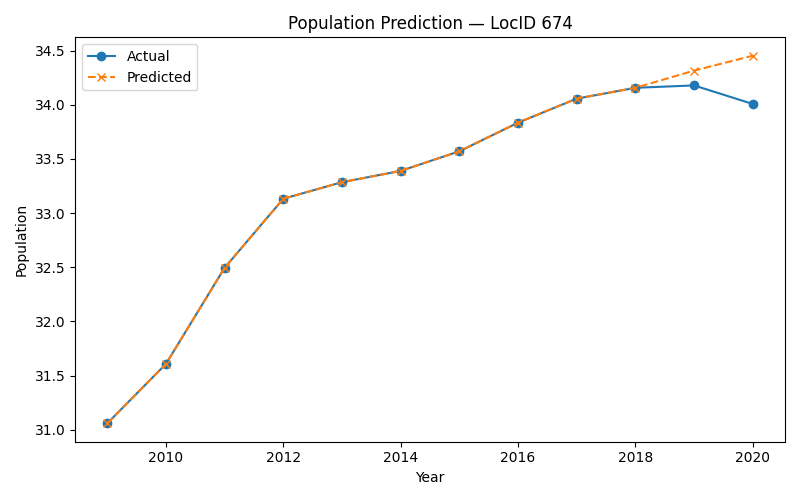 Population Prediction — LocID 674
Actual
Predicted
34.5
34.0
33.5
33.0
32.5
32.0
31.5
31.0
Population
2010 2012 2014 2016 2018 2020
Year